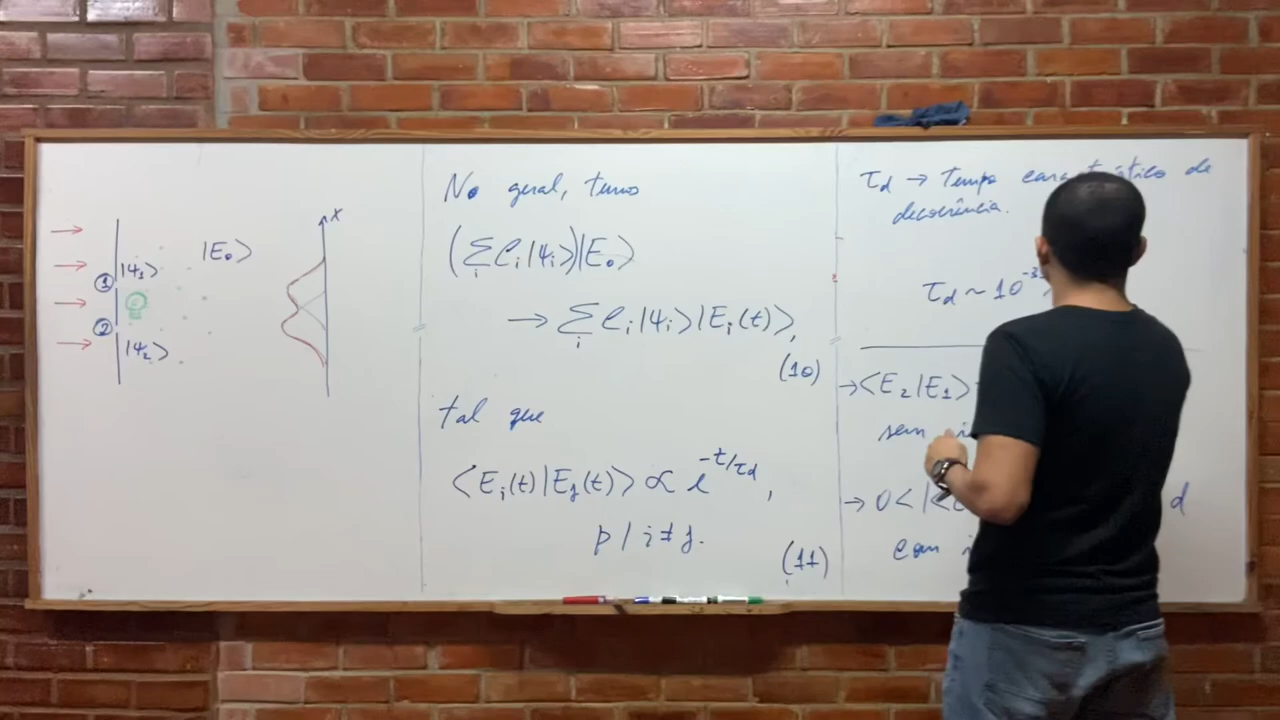 x
|E₀⟩
|ψ₁⟩
①
②
|ψ₂⟩
No geral, temos
(∑ᵢ Cᵢ|ψᵢ⟩)|E₀⟩
→ ∑ᵢ Cᵢ|ψᵢ⟩|Eᵢ(t)⟩,
(10)
tal que
⟨Eᵢ(t)|Eⱼ(t)⟩ ∝ e^{-t/τd},
p/ i≠j.
(11)
τd → Tempo de
decoerência.
τd ~ 10
→ ⟨E₂|E₁⟩
sem
→ 0 < |⟨
com